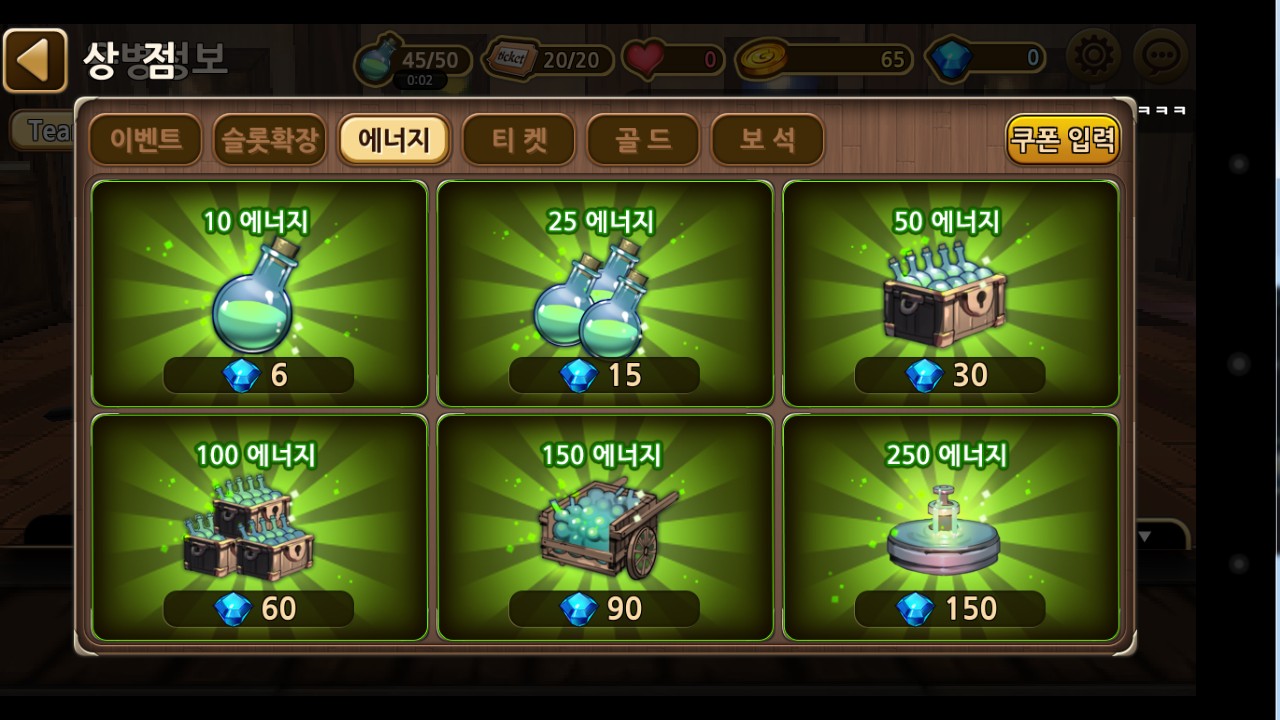 상 점
45/50
0:02
ticket
20/20
0
65
0
Tea
ㅋㅋㅋ
이벤트
슬롯확장
에너지
티 켓
골 드
보 석
쿠폰 입력
10 에너지
25 에너지
50 에너지
6
15
30
100 에너지
150 에너지
250 에너지
60
90
150